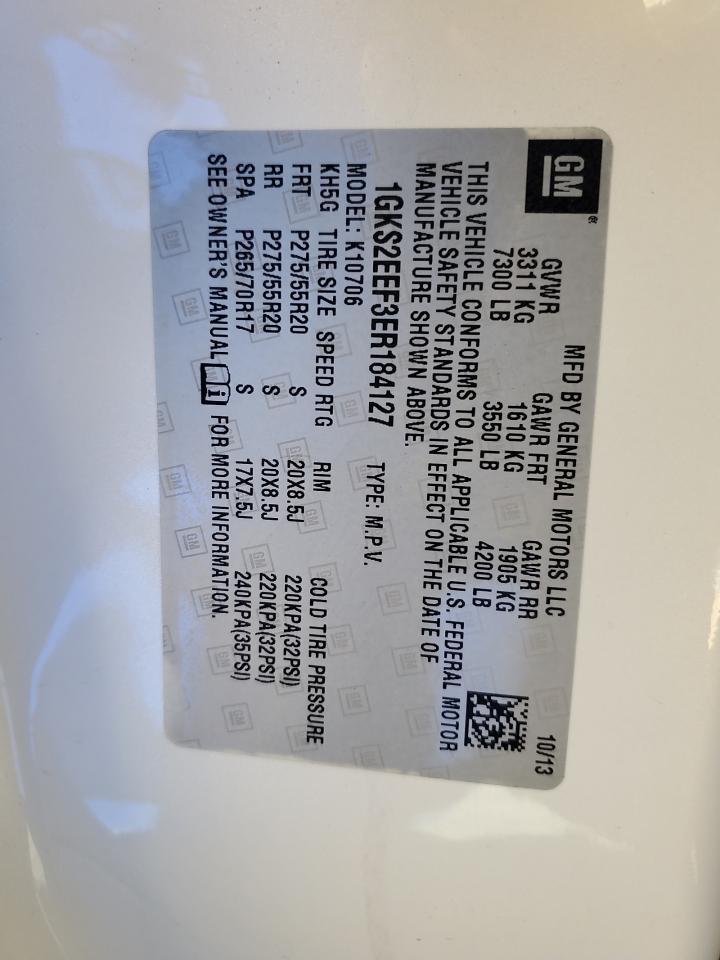 GM
MFD BY GENERAL MOTORS LLC 10/13
GVWR GAWR FRT GAWR RR
3311 KG 1610 KG 1905 KG
7300 LB 3550 LB 4200 LB
THIS VEHICLE CONFORMS TO ALL APPLICABLE U.S. FEDERAL MOTOR
VEHICLE SAFETY STANDARDS IN EFFECT ON THE DATE OF
MANUFACTURE SHOWN ABOVE.
1GKS2EEF3ER184127 TYPE: M.P.V.
MODEL: K10706
KH5G TIRE SIZE SPEED RTG RIM COLD TIRE PRESSURE
FRT P275/55R20 S 20X8.5J 220KPA(32PSI)
RR P275/55R20 S 20X8.5J 220KPA(32PSI)
SPA P265/70R17 S 17X7.5J 240KPA(35PSI)
SEE OWNER'S MANUAL FOR MORE INFORMATION.